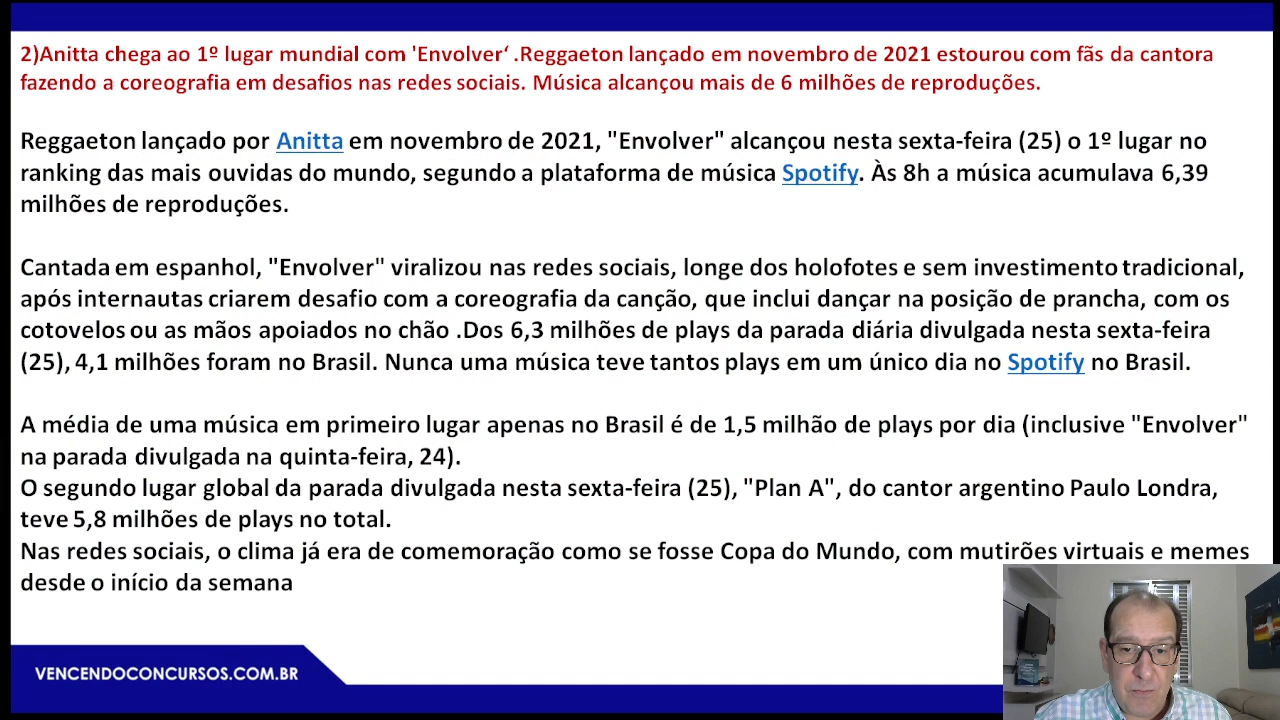 2)Anitta chega ao 1º lugar mundial com 'Envolver‘ .Reggaeton lançado em novembro de 2021 estourou com fãs da cantora
fazendo a coreografia em desafios nas redes sociais. Música alcançou mais de 6 milhões de reproduções.
Reggaeton lançado por Anitta em novembro de 2021, "Envolver" alcançou nesta sexta-feira (25) o 1º lugar no
ranking das mais ouvidas do mundo, segundo a plataforma de música Spotify. Às 8h a música acumulava 6,39
milhões de reproduções.
Cantada em espanhol, "Envolver" viralizou nas redes sociais, longe dos holofotes e sem investimento tradicional,
após internautas criarem desafio com a coreografia da canção, que inclui dançar na posição de prancha, com os
cotovelos ou as mãos apoiados no chão .Dos 6,3 milhões de plays da parada diária divulgada nesta sexta-feira
(25), 4,1 milhões foram no Brasil. Nunca uma música teve tantos plays em um único dia no Spotify no Brasil.
A média de uma música em primeiro lugar apenas no Brasil é de 1,5 milhão de plays por dia (inclusive "Envolver"
na parada divulgada na quinta-feira, 24).
O segundo lugar global da parada divulgada nesta sexta-feira (25), "Plan A", do cantor argentino Paulo Londra,
teve 5,8 milhões de plays no total.
Nas redes sociais, o clima já era de comemoração como se fosse Copa do Mundo, com mutirões virtuais e memes
desde o início da semana
VENCENDOCONCURSOS.COM.BR